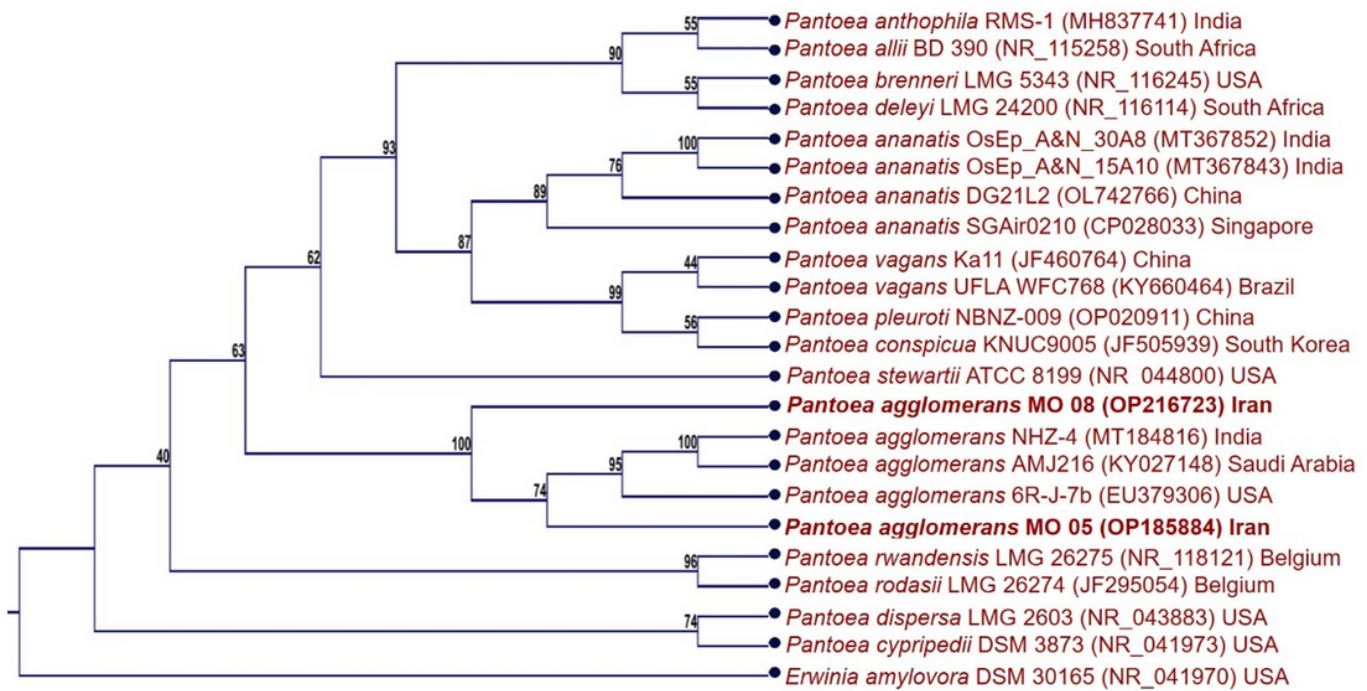 55
Pantoea anthophila RMS-1 (MH837741) India
90
Pantoea allii BD 390 (NR_115258) South Africa
55
Pantoea brenneri LMG 5343 (NR_116245) USA
Pantoea deleyi LMG 24200 (NR_116114) South Africa
93
100
Pantoea ananatis OsEp_A&N_30A8 (MT367852) India
76
Pantoea ananatis OsEp_A&N_15A10 (MT367843) India
89
Pantoea ananatis DG21L2 (OL742766) China
Pantoea ananatis SGAir0210 (CP028033) Singapore
87
62
44
Pantoea vagans Ka11 (JF460764) China
99
Pantoea vagans UFLA WFC768 (KY660464) Brazil
56
Pantoea pleuroti NBNZ-009 (OP020911) China
Pantoea conspicua KNUC9005 (JF505939) South Korea
63
Pantoea stewartii ATCC 8199 (NR_044800) USA
Pantoea agglomerans MO 08 (OP216723) Iran
100
100
Pantoea agglomerans NHZ-4 (MT184816) India
40
95
Pantoea agglomerans AMJ216 (KY027148) Saudi Arabia
74
Pantoea agglomerans 6R-J-7b (EU379306) USA
Pantoea agglomerans MO 05 (OP185884) Iran
96
Pantoea rwandensis LMG 26275 (NR_118121) Belgium
Pantoea rodasii LMG 26274 (JF295054) Belgium
74
Pantoea dispersa LMG 2603 (NR_043883) USA
Pantoea cypripedii DSM 3873 (NR_041973) USA
Erwinia amylovora DSM 30165 (NR_041970) USA